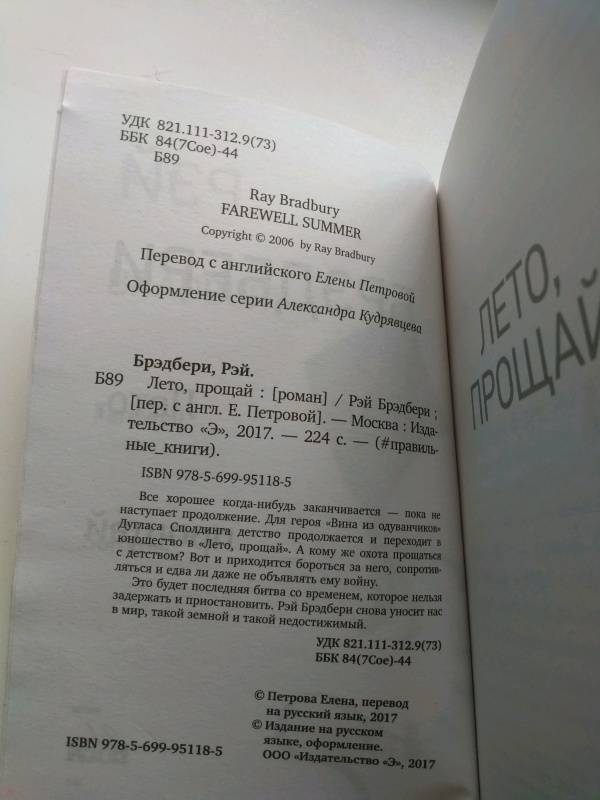 УДК 821.111-312.9(73)
ББК 84(7Сое)-44
Б89
Ray Bradbury
FAREWELL SUMMER
Copyright © 2006 by Ray Bradbury
Перевод с английского Елены Петровой
Оформление серии Александра Кудрявцева
Брэдбери, Рэй.
Б89 Лето, прощай : [роман] / Рэй Брэдбери ;
[пер. с англ. Е. Петровой]. — Москва : Изда-
тельство «Э», 2017. — 224 с. — (#правиль-
ные_книги).
ISBN 978-5-699-95118-5
Все хорошее когда-нибудь заканчивается — пока не
наступает продолжение. Для героя «Вина из одуванчиков»
Дугласа Сполдинга детство продолжается и переходит в
юношество в «Лето, прощай». А кому же охота прощаться
с детством? Вот и приходится бороться за него, сопротив-
ляться и едва ли даже не объявлять ему войну.
Это будет последняя битва со временем, которое нельзя
задержать и приостановить. Рэй Брэдбери снова уносит нас
в мир, такой земной и такой недостижимый.
УДК 821.111-312.9(73)
ББК 84(7Сое)-44
© Петрова Елена, перевод
на русский язык, 2017
© Издание на русском
языке, оформление.
ООО «Издательство «Э», 2017
ISBN 978-5-699-95118-5
ЛЕТО,
ПРОЩАЙ